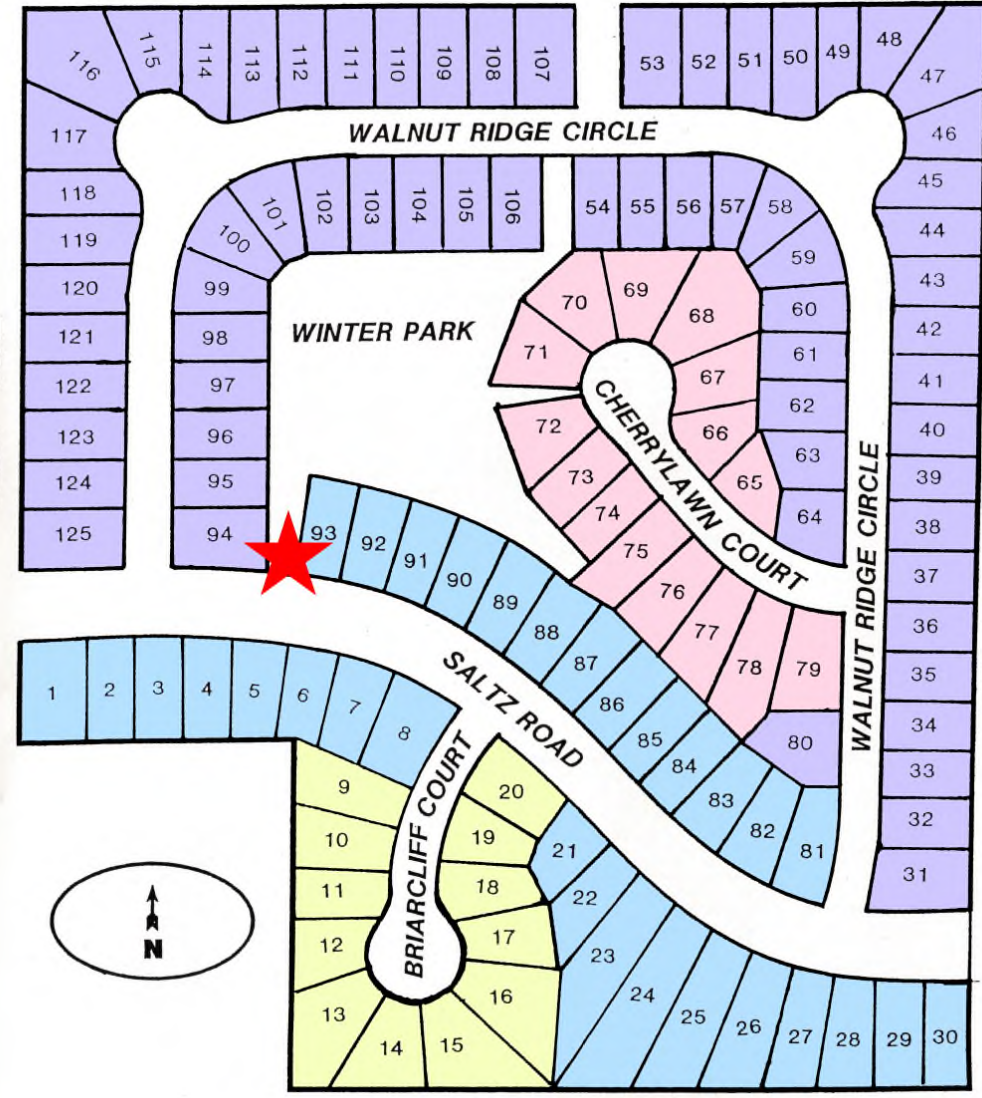 116 115 114 113 112 111 110 109 108 107 53 52 51 50 49 48 47
117 WALNUT RIDGE CIRCLE 46
118 101 102 103 104 105 106 54 55 56 57 58 45
119 100 59 44
120 99 70 69 68 60 43
121 98 WINTER PARK 71 61 42
122 97 67 62 41
123 96 72 CHERRYLAWN COURT 66 63 40
124 95 73 65 39
125 94 93 92 91 90 89 74 75 64 WALNUT RIDGE CIRCLE 38
37
88 87 86 85 84 83 82 81 76 77 78 79 36
1 2 3 4 5 6 7 8 SALTZ ROAD 80 35
34
33
32
31
9 BRIARCLIFF COURT 20
10 19 21
11 18 22
12 17 23
13 14 15 16 24 25 26 27 28 29 30
N